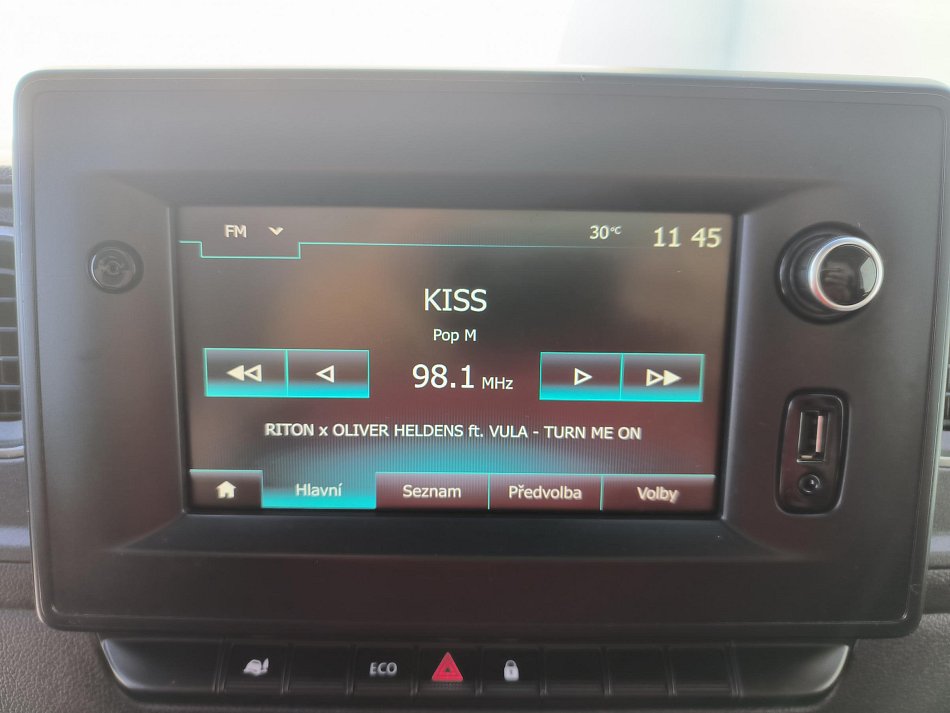 FM 30°C 11 45
KISS
Pop M
98.1 MHz
RITON x OLIVER HELDENS ft. VULA - TURN ME ON
Hlavní Seznam Předvolba Volby
ECO